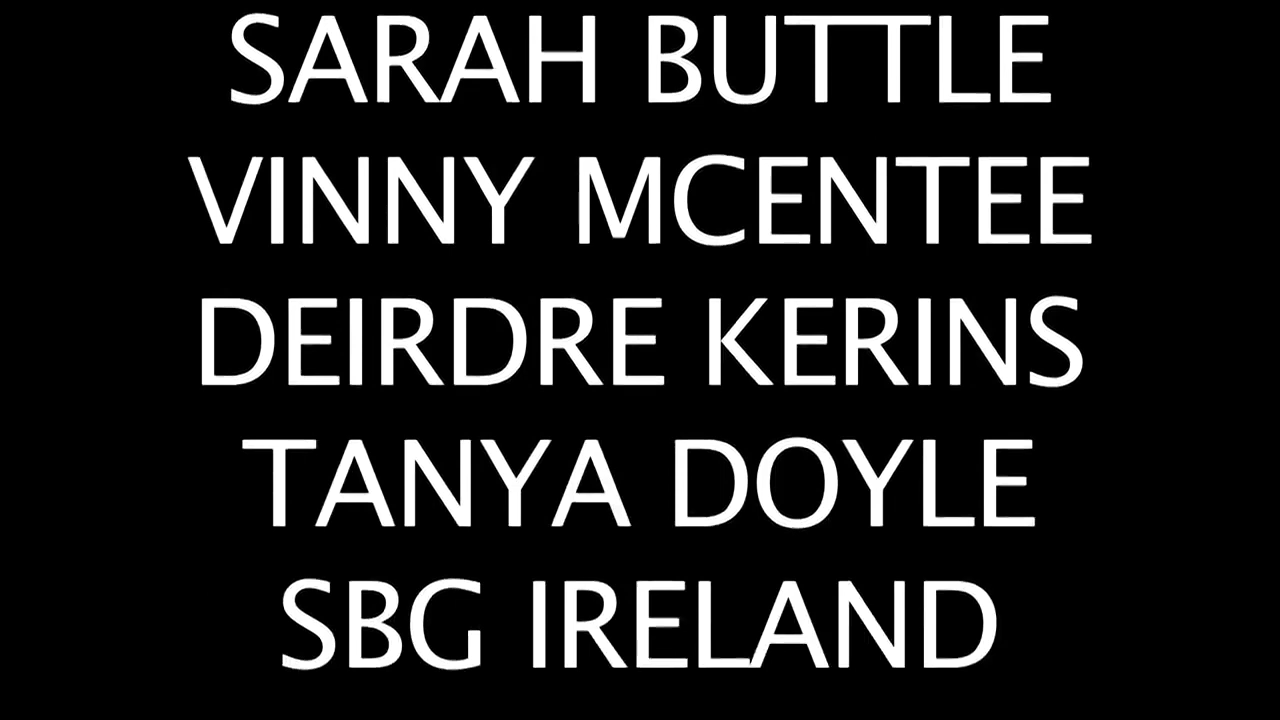 SARAH BUTTLE
VINNY MCENTEE
DEIRDRE KERINS
TANYA DOYLE
SBG IRELAND